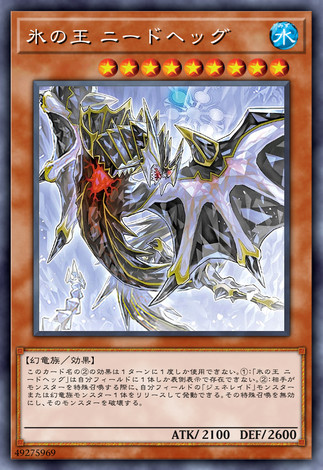 氷の王 ニードヘッグ
水
【幻竜族/効果】
このカード名の②の効果は1ターンに1度しか使用できない。①:「氷の王 ニ
ードヘッグ」は自分フィールドに1体しか表側表示で存在できない。②:相手が
モンスターを特殊召喚する際に、自分フィールドの「ジェネレイド」モンスター
または幻竜族モンスター1体をリリースして発動できる。その特殊召喚を無効
にし、そのモンスターを破壊する。
ATK/ 2100 DEF/2600
49275969